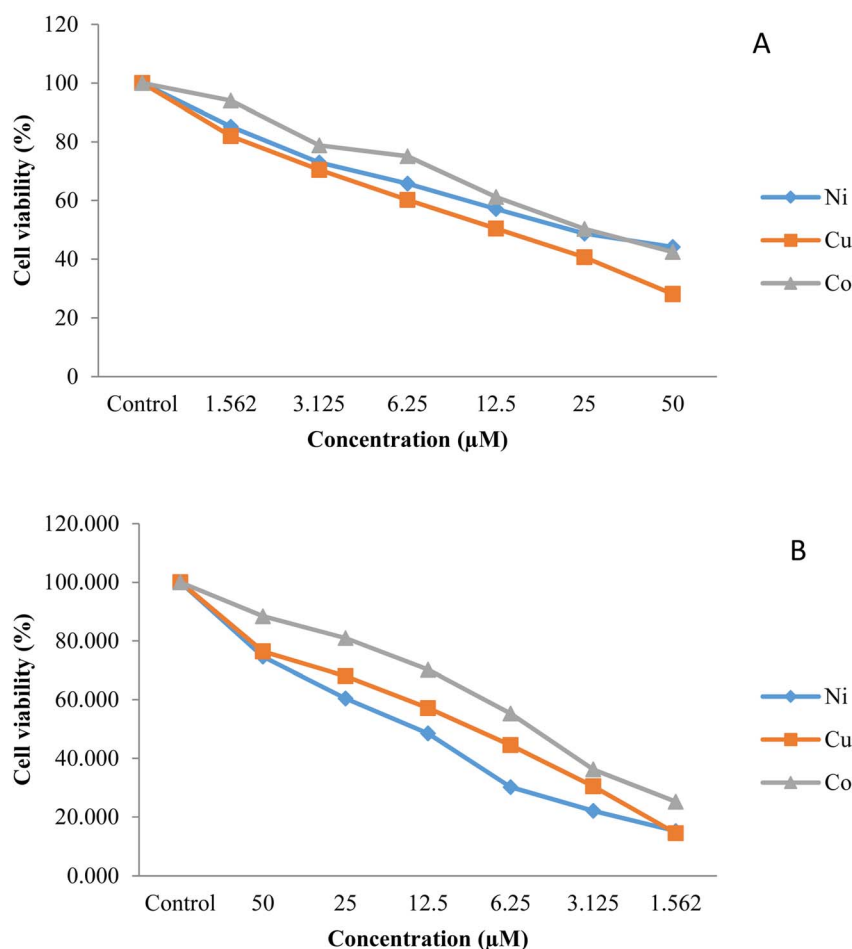 A
120
100
80
60
40
20
0
Cell viability (%)
Control 1.562 3.125 6.25 12.5 25 50
Concentration (µM)
Ni
Cu
Co
B
120.000
100.000
80.000
60.000
40.000
20.000
0.000
Cell viability (%)
Control 50 25 12.5 6.25 3.125 1.562
Concentration (µM)
Ni
Cu
Co